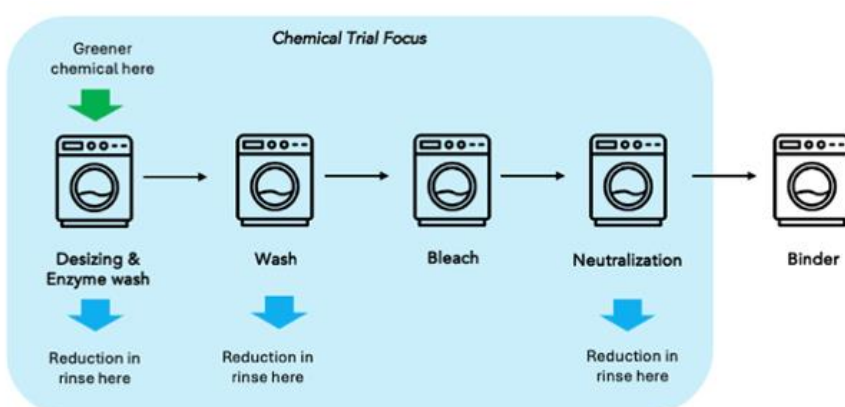 Chemical Trial Focus
Greener
chemical here
Desizing &
Enzyme wash
Wash
Bleach
Neutralization
Binder
Reduction in
rinse here
Reduction in
rinse here
Reduction in
rinse here